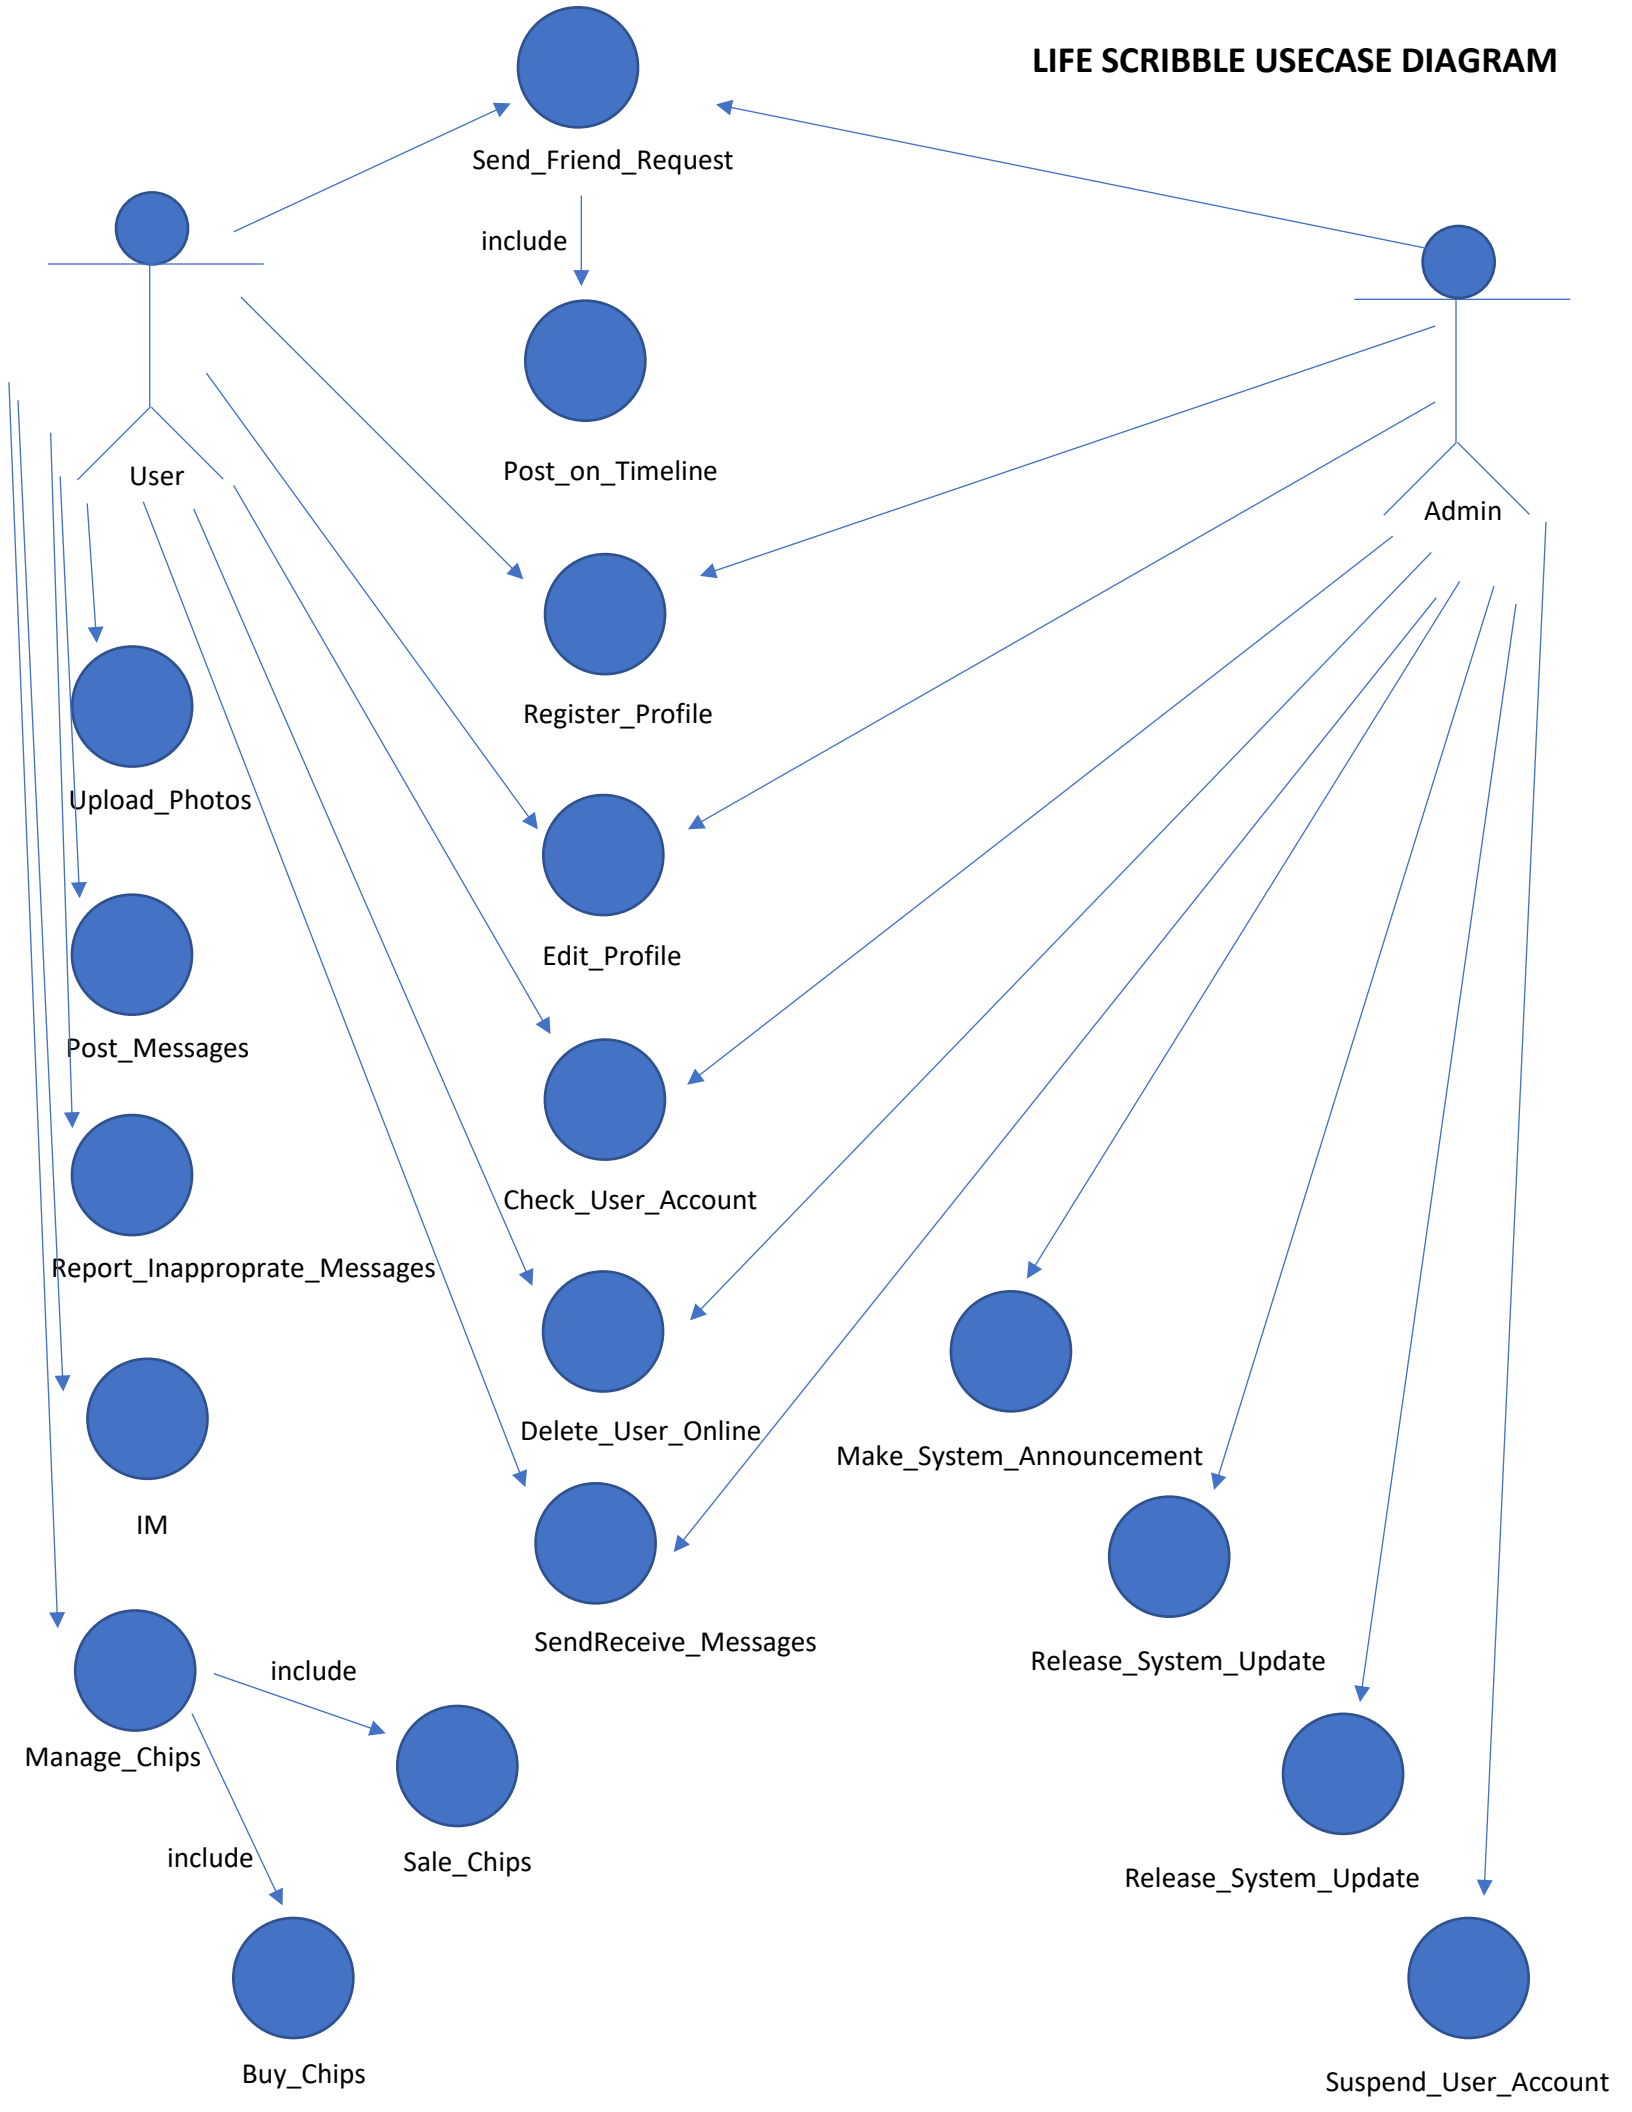 LIFE SCRIBBLE USECASE DIAGRAM
Send_Friend_Request
include
Post_on_Timeline
User
Admin
Register_Profile
Upload_Photos
Edit_Profile
Post_Messages
Check_User_Account
Report_Inapproprate_Messages
Delete_User_Online
Make_System_Announcement
IM
SendReceive_Messages
Release_System_Update
include
Manage_Chips
include
Sale_Chips
Release_System_Update
Buy_Chips
Suspend_User_Account